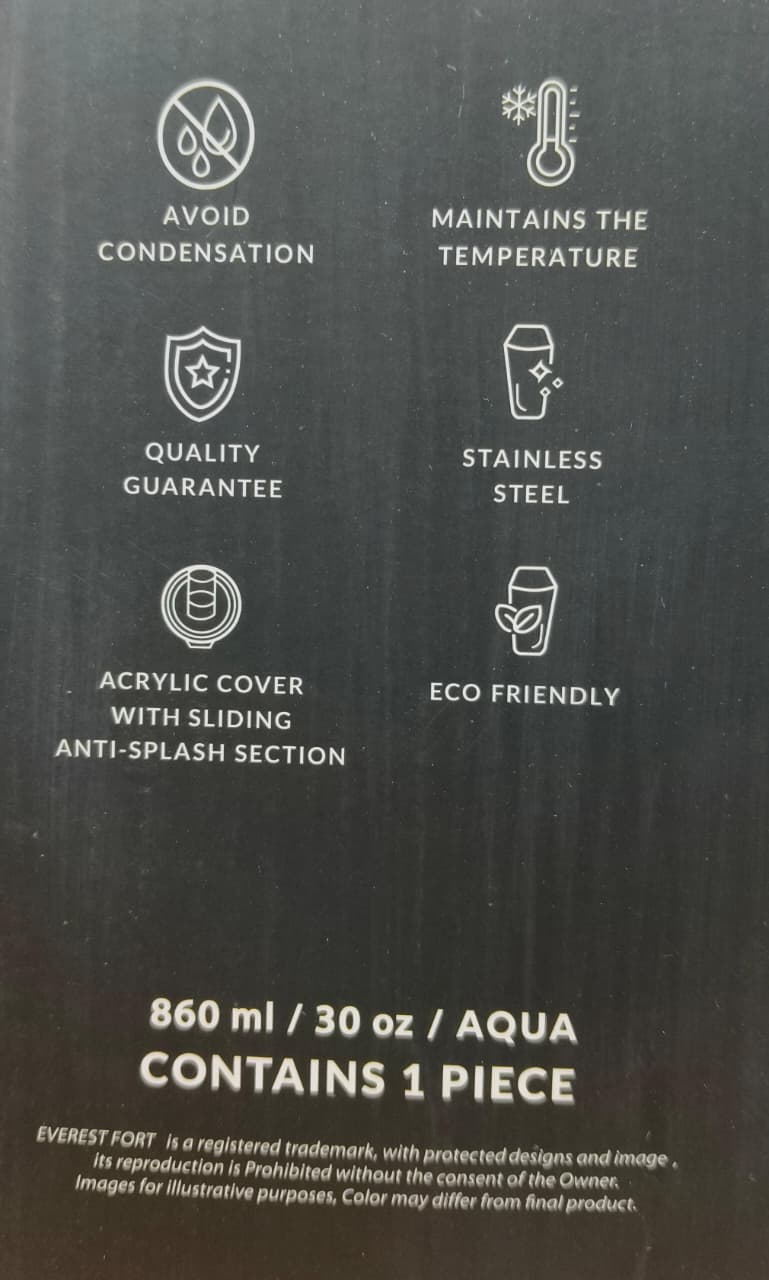 AVOID
CONDENSATION
MAINTAINS THE
TEMPERATURE
QUALITY
GUARANTEE
STAINLESS
STEEL
ACRYLIC COVER
WITH SLIDING
ANTI-SPLASH SECTION
ECO FRIENDLY
860 ml / 30 oz / AQUA
CONTAINS 1 PIECE
EVEREST FORT is a registered trademark, with protected designs and image .
its reproduction is Prohibited without the consent of the Owner.
Images for illustrative purposes, Color may differ from final product.